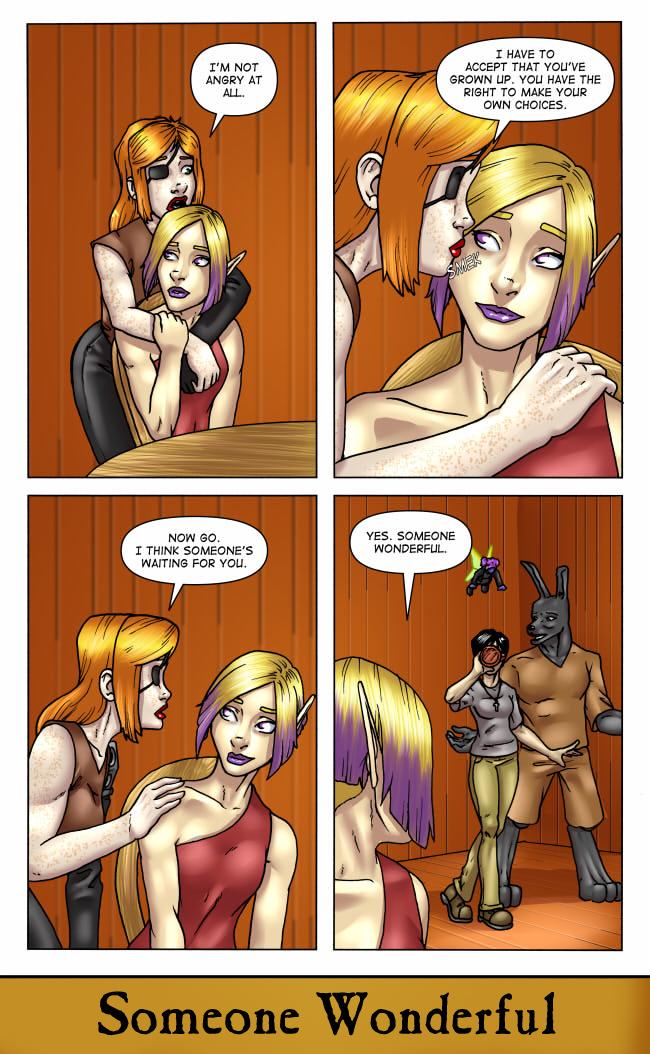 I'M NOT
ANGRY AT
ALL.
I HAVE TO
ACCEPT THAT YOU'VE
GROWN UP. YOU HAVE THE
RIGHT TO MAKE YOUR
OWN CHOICES.
SMEK
NOW GO.
I THINK SOMEONE'S
WAITING FOR YOU.
YES. SOMEONE
WONDERFUL.
Someone Wonderful